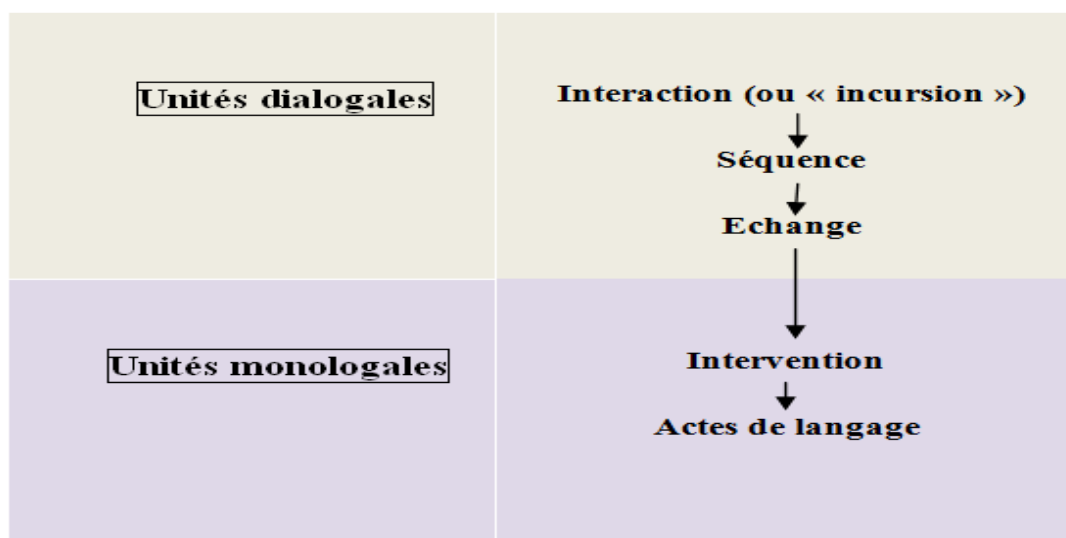 Unités dialogales
Interaction (ou « incursion »)
Séquence
Echange
Unités monologales
Intervention
Actes de langage